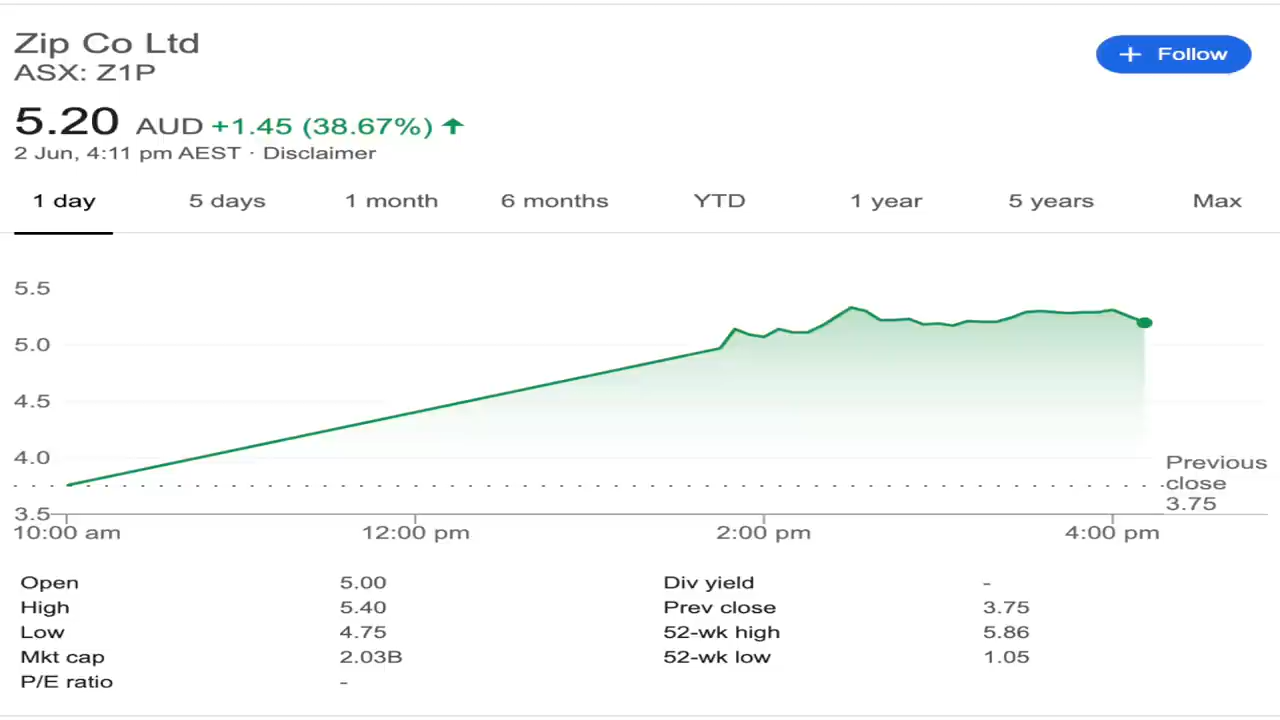 Zip Co Ltd
ASX: Z1P
+ Follow
5.20 AUD +1.45 (38.67%) ↑
2 Jun, 4:11 pm AEST · Disclaimer
1 day 5 days 1 month 6 months YTD 1 year 5 years Max
5.5
5.0
4.5
4.0
3.5
Previous
close
3.75
10:00 am 12:00 pm 2:00 pm 4:00 pm
Open 5.00 Div yield -
High 5.40 Prev close 3.75
Low 4.75 52-wk high 5.86
Mkt cap 2.03B 52-wk low 1.05
P/E ratio -